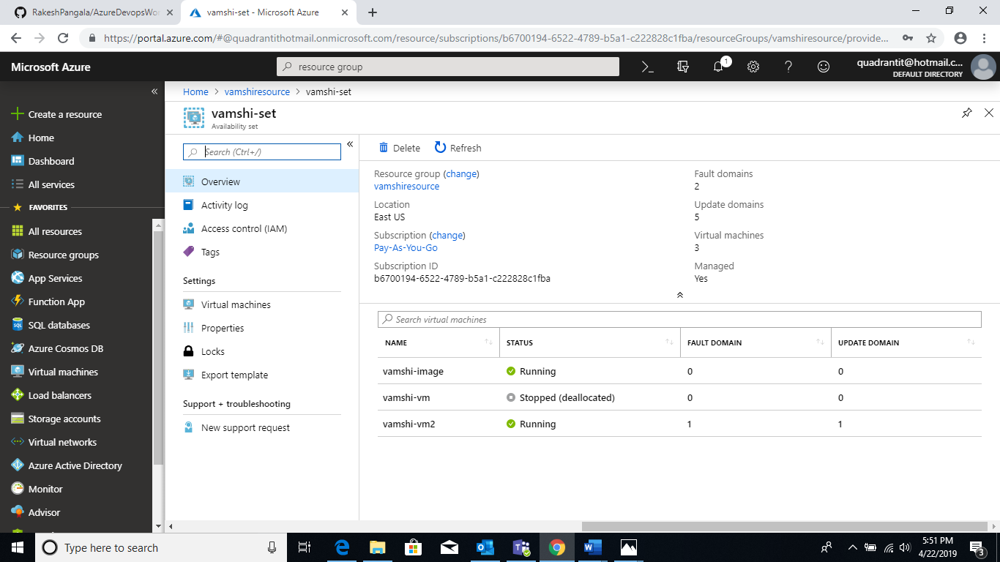 RakeshPangala/AzureDevopsWor
vamshi-set - Microsoft Azure
https://portal.azure.com/#@quadrantithotmail.onmicrosoft.com/resource/subscriptions/b6700194-6522-4789-b5a1-c222828c1fba/resourceGroups/vamshiresource/provide...
Microsoft Azure
resource group
1
quadrantit@hotmail.c...
DEFAULT DIRECTORY
Create a resource
Home
Dashboard
All services
FAVORITES
All resources
Resource groups
App Services
Function App
SQL databases
Azure Cosmos DB
Virtual machines
Load balancers
Storage accounts
Virtual networks
Azure Active Directory
Monitor
Advisor
Home > vamshiresource > vamshi-set
vamshi-set
Availability set
Search (Ctrl+/)
Overview
Activity log
Access control (IAM)
Tags
Settings
Virtual machines
Properties
Locks
Export template
Support + troubleshooting
New support request
Delete Refresh
Resource group (change)
vamshiresource
Location
East US
Subscription (change)
Pay-As-You-Go
Subscription ID
b6700194-6522-4789-b5a1-c222828c1fba
Fault domains
2
Update domains
5
Virtual machines
3
Managed
Yes
Search virtual machines
NAME STATUS FAULT DOMAIN UPDATE DOMAIN
vamshi-image Running 0 0
vamshi-vm Stopped (deallocated) 0 0
vamshi-vm2 Running 1 1
Type here to search
5:51 PM
4/22/2019
3